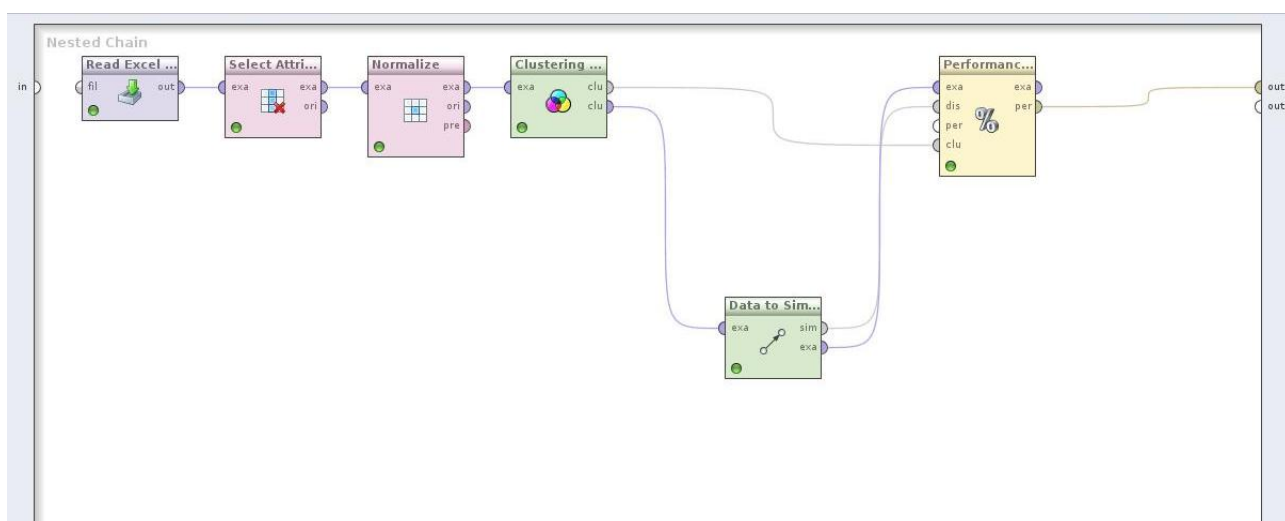 Nested Chain
Read Excel ...
fil
out
Select Attri...
exa
exa
ori
Normalize
exa
exa
ori
pre
Clustering ...
exa
clu
clu
Performanc...
exa
exa
dis
per
per
clu
in
out
out
Data to Sim...
exa
sim
exa
%